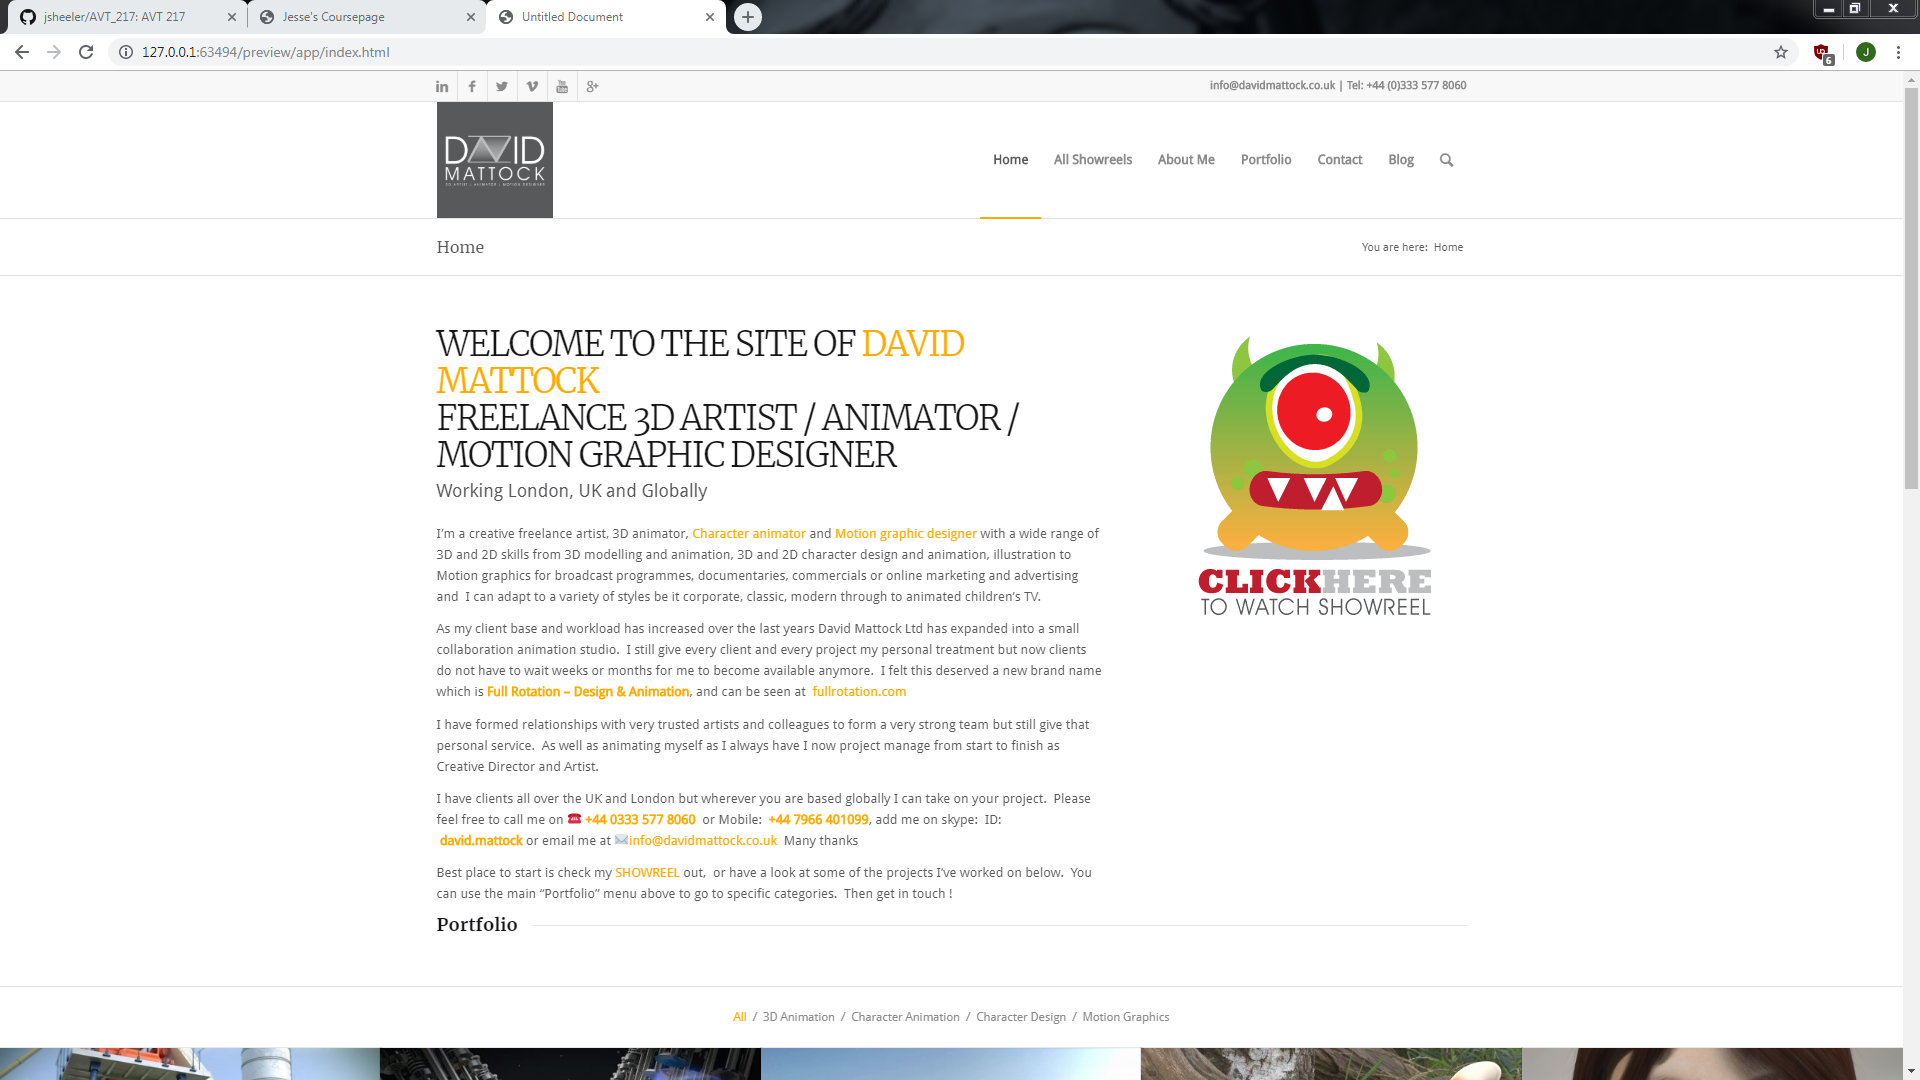 jsheeler/AVT_217: AVT 217
Jesse's Coursepage
Untitled Document
127.0.0.1:63494/preview/app/index.html
6
J
info@davidmattock.co.uk | Tel: +44 (0)333 577 8060
DAVID
MATTOCK
3D ARTIST / ANIMATOR / MOTION DESIGNER
Home
All Showreels
About Me
Portfolio
Contact
Blog
Home
You are here: Home
WELCOME TO THE SITE OF DAVID
MATTOCK
FREELANCE 3D ARTIST / ANIMATOR /
MOTION GRAPHIC DESIGNER
Working London, UK and Globally
I’m a creative freelance artist, 3D animator, Character animator and Motion graphic designer with a wide range of
3D and 2D skills from 3D modelling and animation, 3D and 2D character design and animation, illustration to
Motion graphics for broadcast programmes, documentaries, commercials or online marketing and advertising
and I can adapt to a variety of styles be it corporate, classic, modern through to animated children’s TV.
As my client base and workload has increased over the last years David Mattock Ltd has expanded into a small
collaboration animation studio. I still give every client and every project my personal treatment but now clients
do not have to wait weeks or months for me to become available anymore. I felt this deserved a new brand name
which is Full Rotation – Design & Animation, and can be seen at fullrotation.com
I have formed relationships with very trusted artists and colleagues to form a very strong team but still give that
personal service. As well as animating myself as I always have I now project manage from start to finish as
Creative Director and Artist.
I have clients all over the UK and London but wherever you are based globally I can take on your project. Please
feel free to call me on ☎ +44 0333 577 8060 or Mobile: +44 7966 401099, add me on skype: ID:
david.mattock or email me at info@davidmattock.co.uk Many thanks
Best place to start is check my SHOWREEL out, or have a look at some of the projects I’ve worked on below. You
can use the main “Portfolio” menu above to go to specific categories. Then get in touch !
CLICKHERE
TO WATCH SHOWREEL
Portfolio
All / 3D Animation / Character Animation / Character Design / Motion Graphics